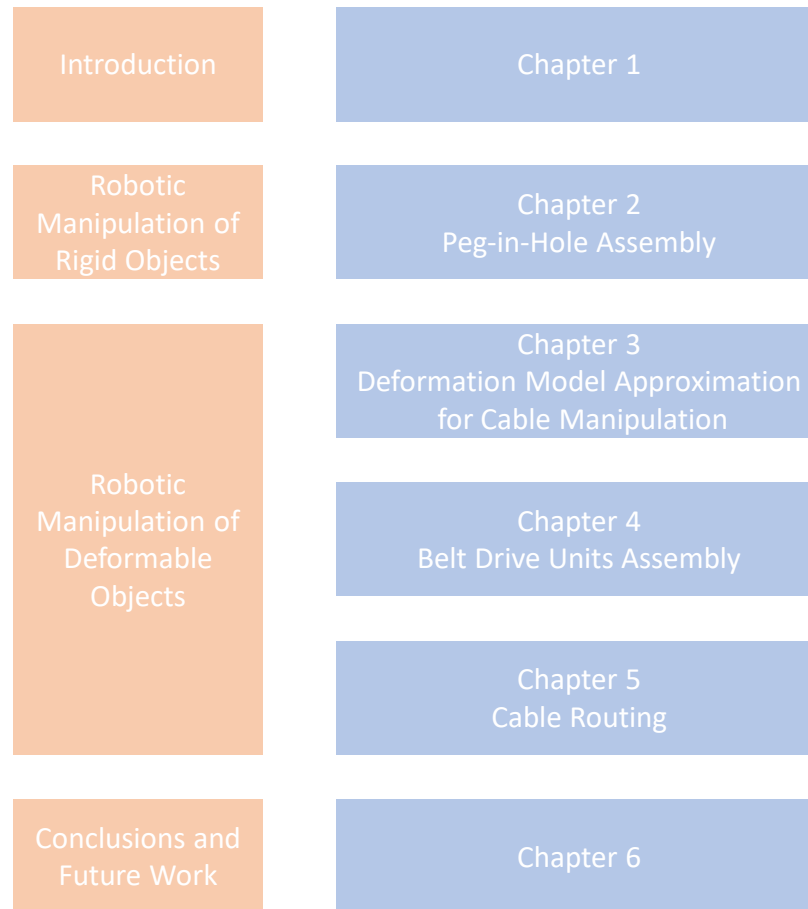 Introduction
Chapter 1
Robotic
Manipulation of
Rigid Objects
Chapter 2
Peg-in-Hole Assembly
Robotic
Manipulation of
Deformable
Objects
Chapter 3
Deformation Model Approximation
for Cable Manipulation
Chapter 4
Belt Drive Units Assembly
Chapter 5
Cable Routing
Conclusions and
Future Work
Chapter 6